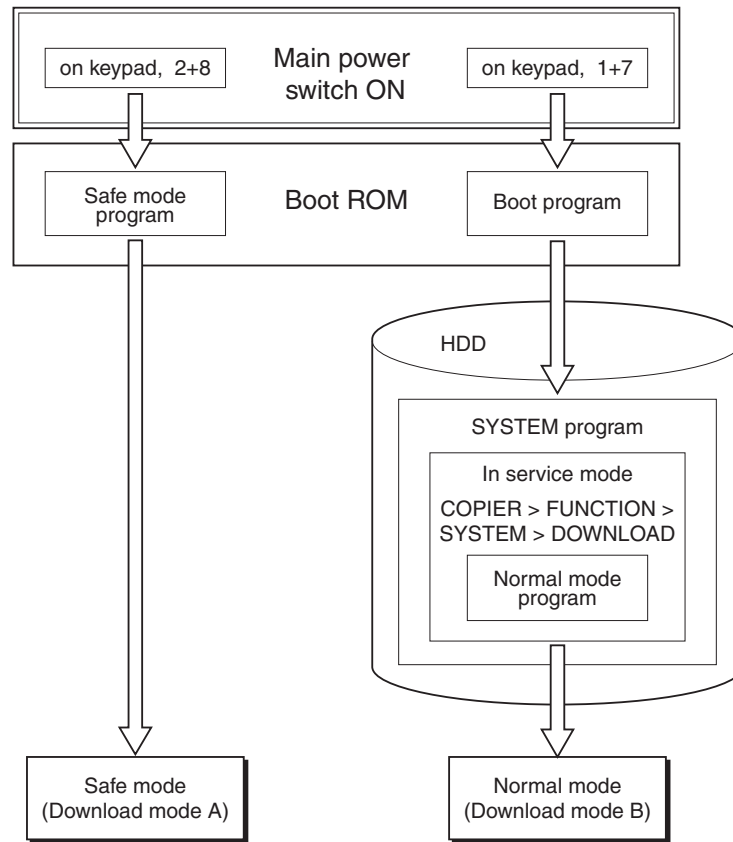 on keypad, 2+8
Main power
switch ON
on keypad, 1+7
Safe mode
program
Boot ROM
Boot program
HDD
SYSTEM program
In service mode
COPIER > FUNCTION >
SYSTEM > DOWNLOAD
Normal mode
program
Safe mode
(Download mode A)
Normal mode
(Download mode B)